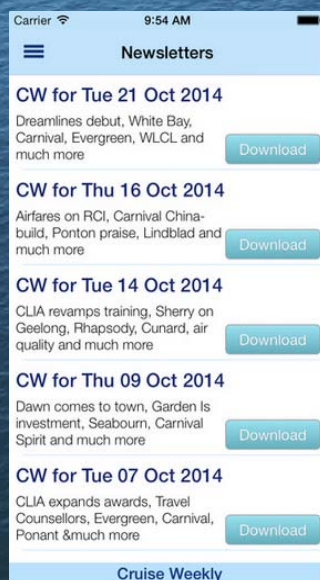 Carrier 9:54 AM
Newsletters
CW for Tue 21 Oct 2014
Dreamlines debut, White Bay,
Carnival, Evergreen, WLCL and
much more
Download
CW for Thu 16 Oct 2014
Airfares on RCI, Carnival China-
build, Ponton praise, Lindblad and
much more
Download
CW for Tue 14 Oct 2014
CLIA revamps training, Sherry on
Geelong, Rhapsody, Cunard, air
quality and much more
Download
CW for Thu 09 Oct 2014
Dawn comes to town, Garden Is
investment, Seabourn, Carnival
Spirit and much more
Download
CW for Tue 07 Oct 2014
CLIA expands awards, Travel
Counsellors, Evergreen, Carnival,
Ponant &much more
Download
Cruise Weekly